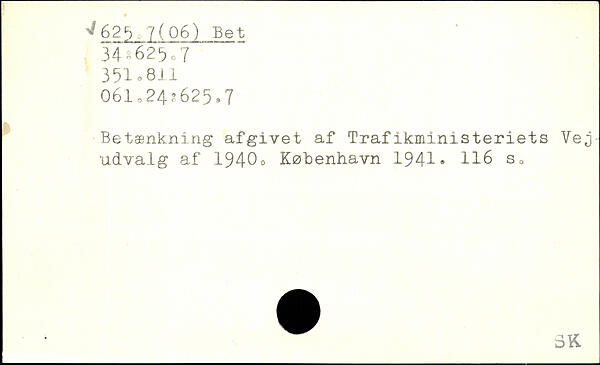 ✓625.7(06) Bet
34:625.7
351.811
061.24:625.7
Betænkning afgivet af Trafikministeriets Vej-
udvalg af 1940. København 1941. 116 s.
SK